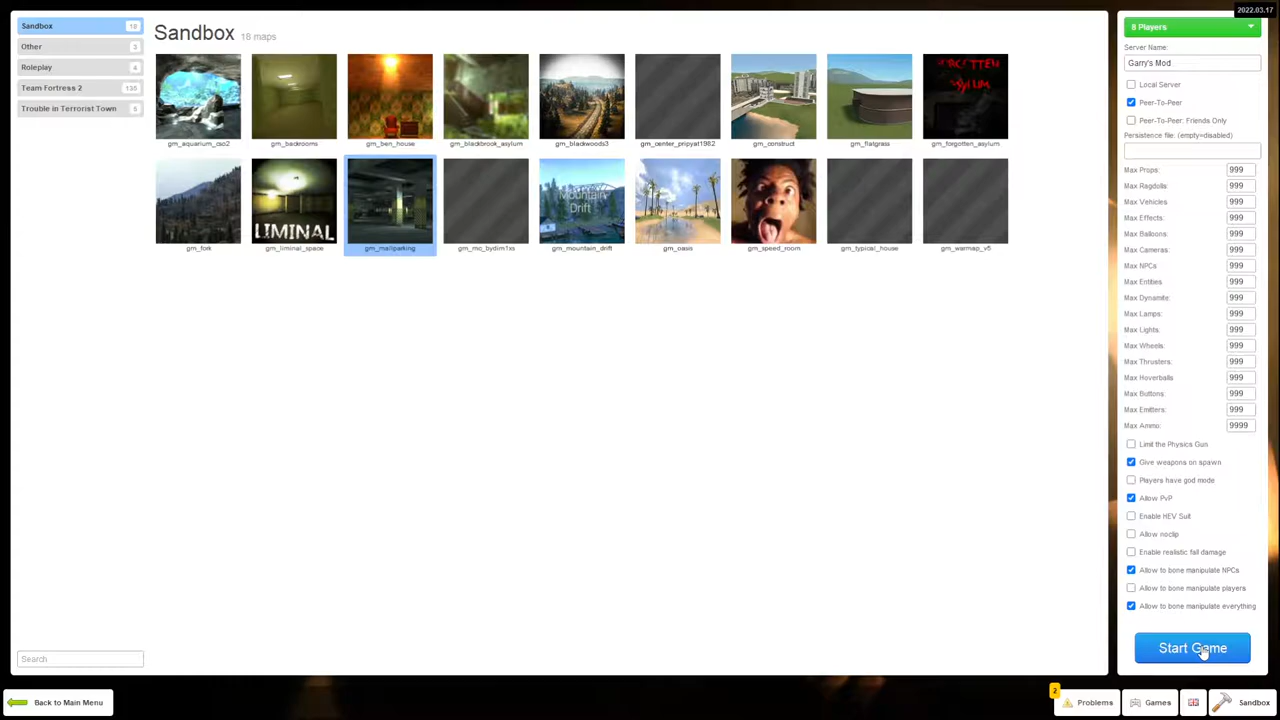 2022.03.17
Sandbox 18
Other 3
Roleplay 4
Team Fortress 2 135
Trouble in Terrorist Town 5
Sandbox 18 maps
gm_aquarium_cso2 gm_backrooms gm_ben_house gm_blackbrook_asylum gm_blackwoods3 gm_center_pripyat1982 gm_construct gm_flatgrass gm_forgotten_asylum
LIMINAL
Mountain
Drift
gm_fork gm_liminal_space gm_mallparking gm_mc_bydim1xs gm_mountain_drift gm_oasis gm_speed_room gm_typical_house gm_warmap_v5
Search
Back to Main Menu
8 Players
Server Name:
Garry's Mod
Local Server
Peer-To-Peer
Peer-To-Peer: Friends Only
Persistence file: (empty=disabled)
Max Props: 999
Max Ragdolls: 999
Max Vehicles 999
Max Effects: 999
Max Balloons: 999
Max Cameras: 999
Max NPCs 999
Max Entities 999
Max Dynamite: 999
Max Lamps: 999
Max Lights: 999
Max Wheels: 999
Max Thrusters: 999
Max Hoverballs 999
Max Buttons: 999
Max Emitters: 999
Max Ammo: 9999
Limit the Physics Gun
Give weapons on spawn
Players have god mode
Allow PvP
Enable HEV Suit
Allow noclip
Enable realistic fall damage
Allow to bone manipulate NPCs
Allow to bone manipulate players
Allow to bone manipulate everything
Start Game
2
Problems Games Sandbox